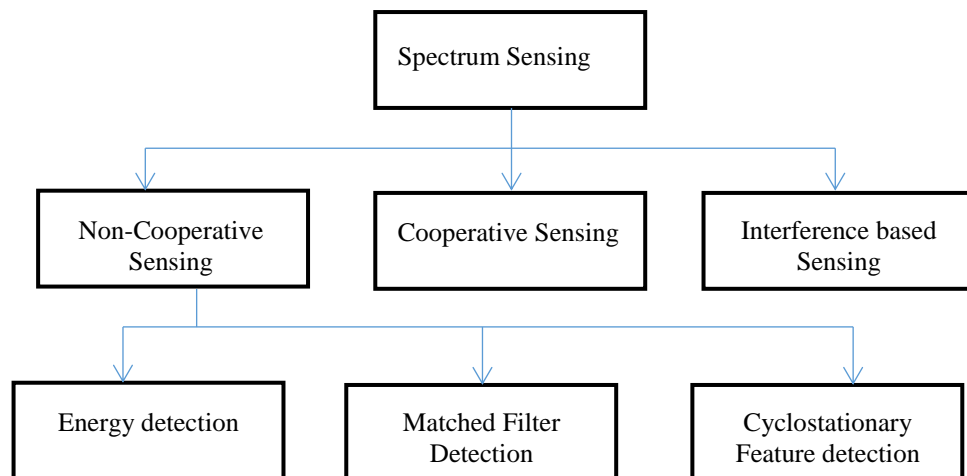 Spectrum Sensing
Non-Cooperative
Sensing
Cooperative Sensing
Interference based
Sensing
Energy detection
Matched Filter
Detection
Cyclostationary
Feature detection